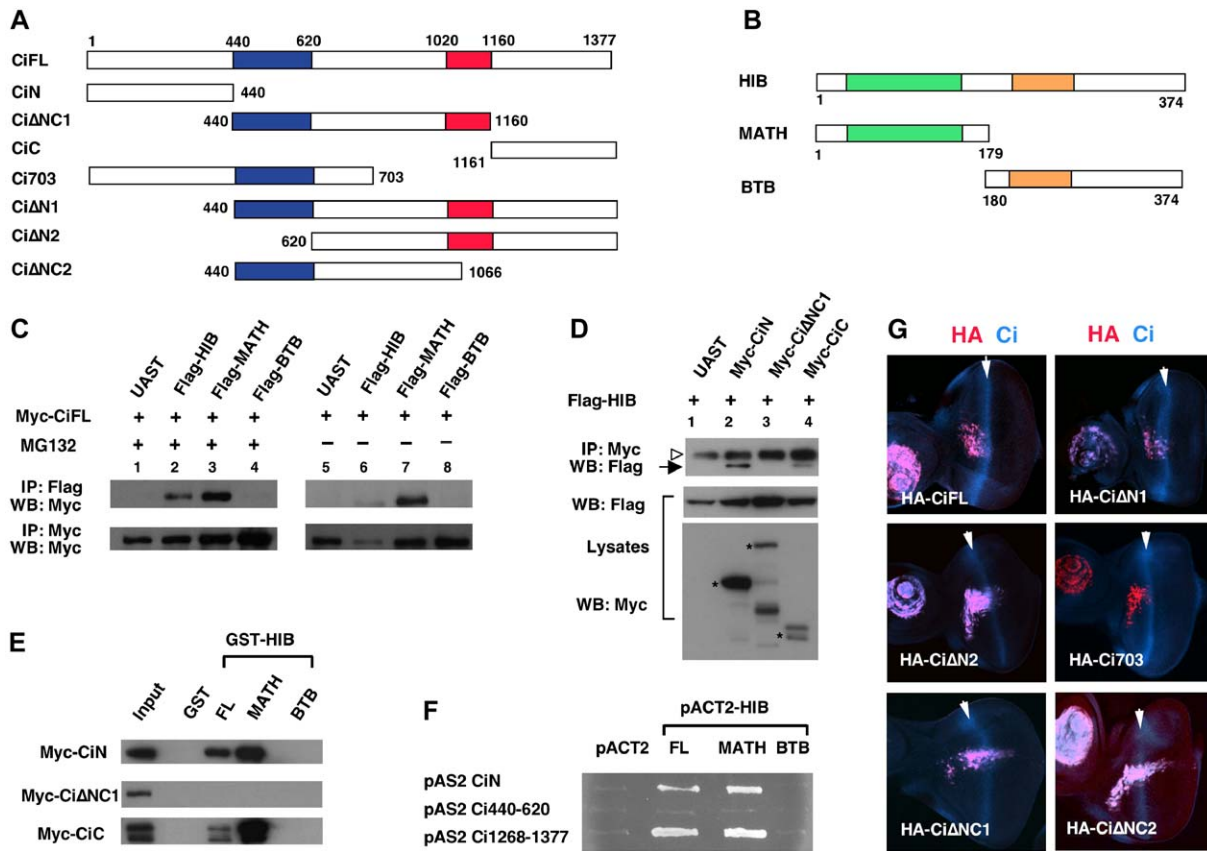 A
1 440 620 1020 1160 1377
CiFL
CiN 440
CiΔNC1 440 1160
CiC 1161
Ci703 703
CiΔN1 440
CiΔN2 620
CiΔNC2 440 1066
B
HIB
1 374
MATH
1 179
BTB
180 374
C
UAST Flag-HIB Flag-MATH Flag-BTB UAST Flag-HIB Flag-MATH Flag-BTB
Myc-CiFL + + + + + + + +
MG132 + + + + − − − −
1 2 3 4 5 6 7 8
IP: Flag
WB: Myc
IP: Myc
WB: Myc
D
UAST Myc-CiN Myc-CiΔNC1 Myc-CiC
Flag-HIB + + + +
1 2 3 4
IP: Myc
WB: Flag
WB: Flag
Lysates
WB: Myc
*
*
*
E
GST-HIB
Input GST FL MATH BTB
Myc-CiN
Myc-CiΔNC1
Myc-CiC
F
pACT2-HIB
pACT2 FL MATH BTB
pAS2 CiN
pAS2 Ci440-620
pAS2 Ci1268-1377
G
HA Ci HA Ci
HA-CiFL HA-CiΔN1
HA-CiΔN2 HA-Ci703
HA-CiΔNC1 HA-CiΔNC2